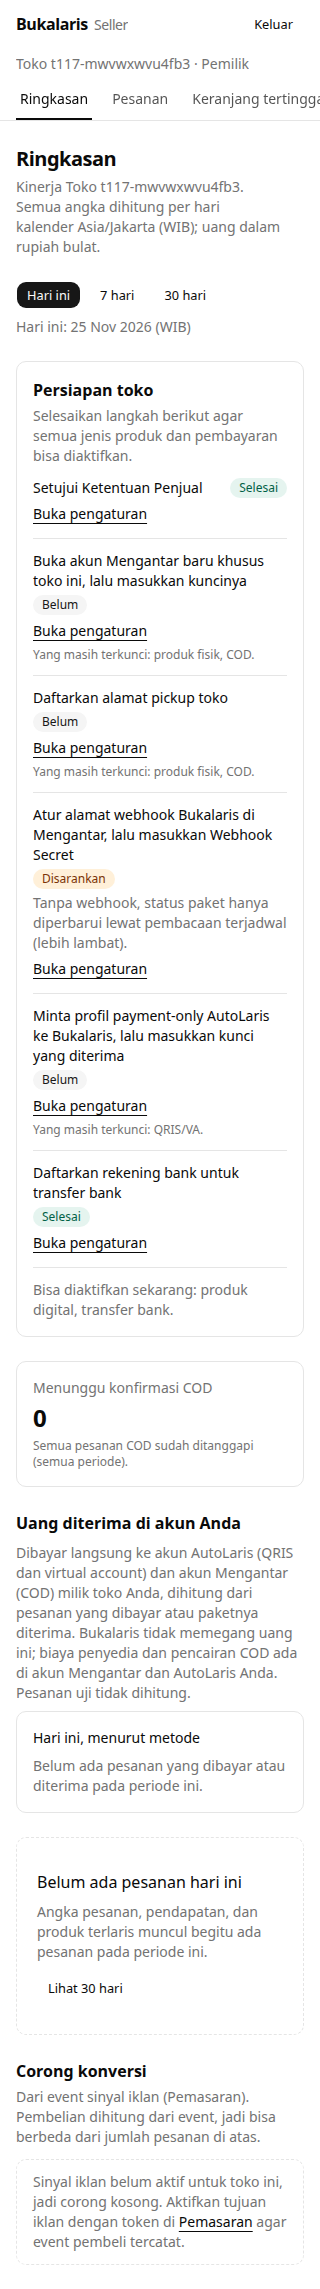 Bukalaris Seller
Keluar
Toko t117-mwvwxwvu4fb3 · Pemilik
Ringkasan
Pesanan
Keranjang tertingga
Ringkasan
Kinerja Toko t117-mwvwxwvu4fb3.
Semua angka dihitung per hari
kalender Asia/Jakarta (WIB); uang dalam
rupiah bulat.
Hari ini
7 hari
30 hari
Hari ini: 25 Nov 2026 (WIB)
Persiapan toko
Selesaikan langkah berikut agar
semua jenis produk dan pembayaran
bisa diaktifkan.
Setujui Ketentuan Penjual
Selesai
Buka pengaturan
Buka akun Mengantar baru khusus
toko ini, lalu masukkan kuncinya
Belum
Buka pengaturan
Yang masih terkunci: produk fisik, COD.
Daftarkan alamat pickup toko
Belum
Buka pengaturan
Yang masih terkunci: produk fisik, COD.
Atur alamat webhook Bukalaris di
Mengantar, lalu masukkan Webhook
Secret
Disarankan
Tanpa webhook, status paket hanya
diperbarui lewat pembacaan terjadwal
(lebih lambat).
Buka pengaturan
Minta profil payment-only AutoLaris
ke Bukalaris, lalu masukkan kunci
yang diterima
Belum
Buka pengaturan
Yang masih terkunci: QRIS/VA.
Daftarkan rekening bank untuk
transfer bank
Selesai
Buka pengaturan
Bisa diaktifkan sekarang: produk
digital, transfer bank.
Menunggu konfirmasi COD
0
Semua pesanan COD sudah ditanggapi
(semua periode).
Uang diterima di akun Anda
Dibayar langsung ke akun AutoLaris (QRIS
dan virtual account) dan akun Mengantar
(COD) milik toko Anda, dihitung dari
pesanan yang dibayar atau paketnya
diterima. Bukalaris tidak memegang uang
ini; biaya penyedia dan pencairan COD ada
di akun Mengantar dan AutoLaris Anda.
Pesanan uji tidak dihitung.
Hari ini, menurut metode
Belum ada pesanan yang dibayar atau
diterima pada periode ini.
Belum ada pesanan hari ini
Angka pesanan, pendapatan, dan
produk terlaris muncul begitu ada
pesanan pada periode ini.
Lihat 30 hari
Corong konversi
Dari event sinyal iklan (Pemasaran).
Pembelian dihitung dari event, jadi bisa
berbeda dari jumlah pesanan di atas.
Sinyal iklan belum aktif untuk toko ini,
jadi corong kosong. Aktifkan tujuan
iklan dengan token di Pemasaran agar
event pembeli tercatat.